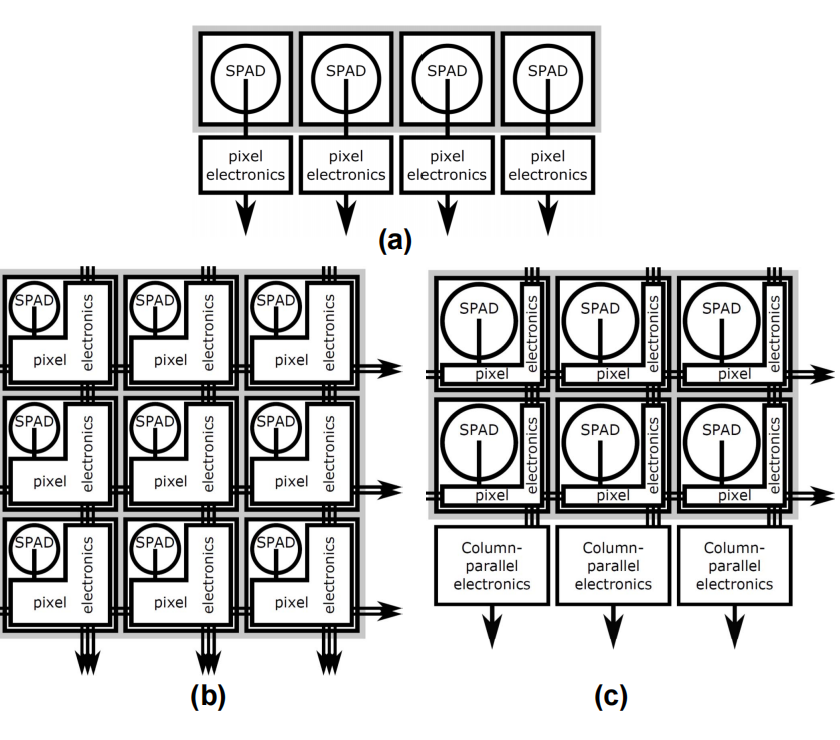 SPAD SPAD SPAD SPAD
pixel electronics pixel electronics pixel electronics pixel electronics
(a)
SPAD electronics SPAD electronics SPAD electronics
pixel pixel pixel
SPAD electronics SPAD electronics SPAD electronics
pixel pixel pixel
SPAD electronics SPAD electronics SPAD electronics
pixel pixel pixel
(b)
SPAD electronics SPAD electronics SPAD electronics
pixel pixel pixel
SPAD electronics SPAD electronics SPAD electronics
pixel pixel pixel
Column- Column- Column-
parallel parallel parallel
electronics electronics electronics
(c)